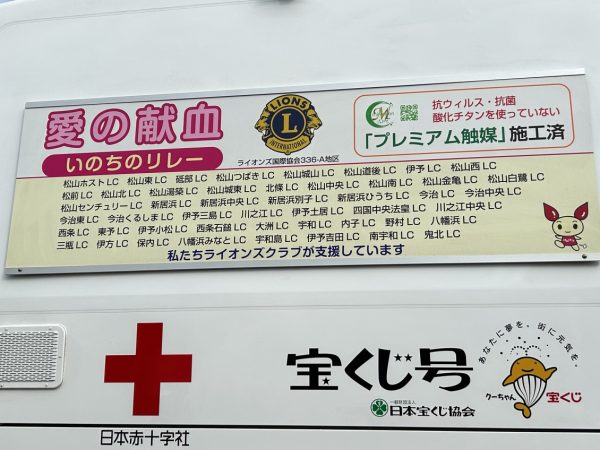 愛の献血
いのちのリレー
LIONS
L
INTERNATIONAL
ライオンズ国際協会336-A地区
抗ウィルス・抗菌
酸化チタンを使っていない
「プレミアム触媒」施工済
松山ホストLC 松山東LC 砥部LC 松山つばきLC 松山城山LC 松山道後LC 伊予LC 松山西LC
松前LC 松山北LC 松山湯築LC 松山城東LC 北條LC 松山中央LC 松山南LC 松山金亀LC 松山白鷺LC
松山センチュリーLC 新居浜LC 新居浜中央LC 新居浜別子LC 新居浜ひうちLC 今治LC 今治中央LC
今治東LC 今治くるしまLC 伊予三島LC 川之江LC 伊予土居LC 四国中央法皇LC 川之江中央LC
西条LC 東予LC 伊予小松LC 西条石鎚LC 大洲LC 宇和LC 内子LC 野村LC 八幡浜LC
三瓶LC 伊方LC 保内LC 八幡浜みなとLC 宇和島LC 伊予吉田LC 南宇和LC 鬼北LC
私たちライオンズクラブが支援しています
日本赤十字社
宝くじ号
一般財団法人
日本宝くじ協会
あなたに夢を。街に元気を。
クーちゃん
宝くじ